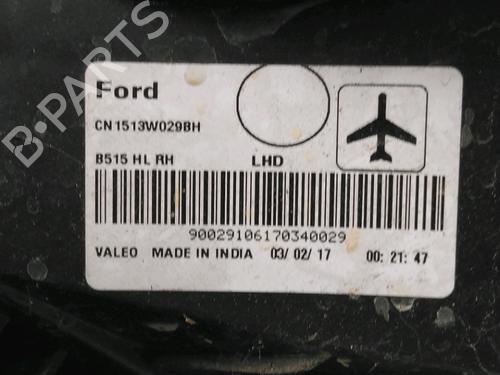 B-PARTS
Ford
CN1513W029BH
B515 HL RH LHD
90029106170340029
VALEO MADE IN INDIA 03/02/17 00:21:47